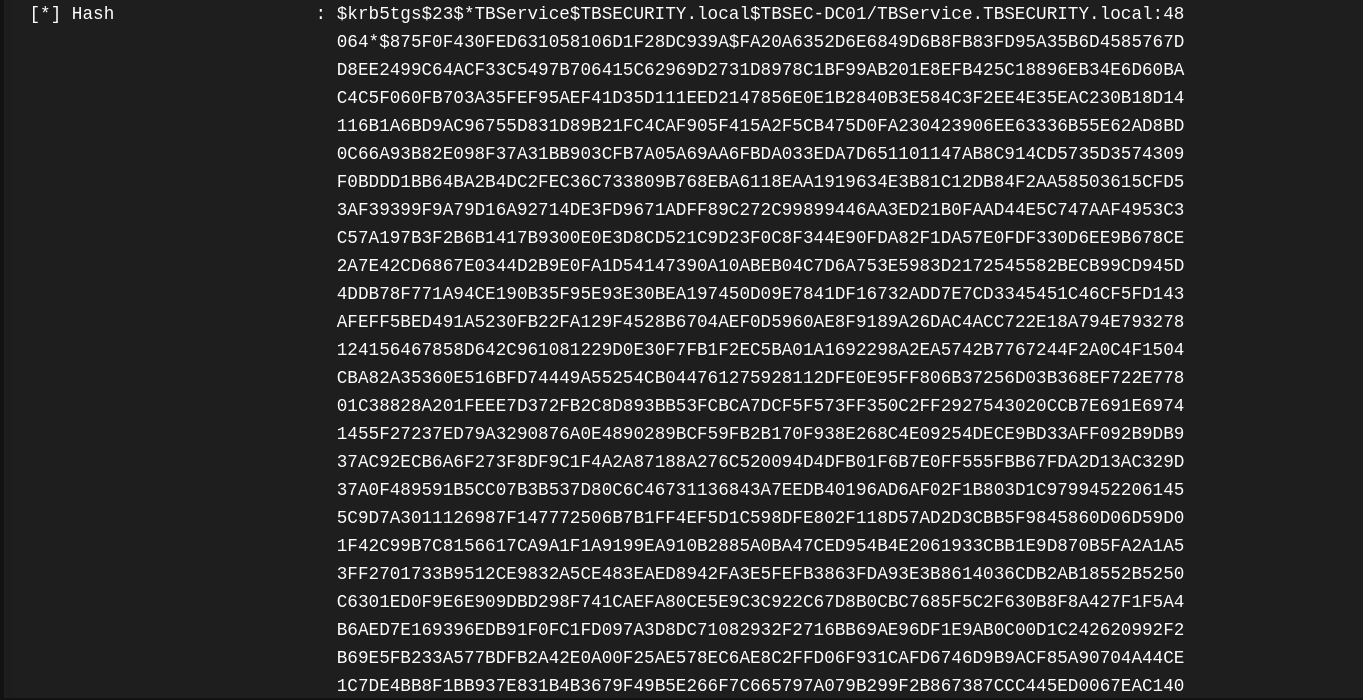 [*] Hash                   : $krb5tgs$23$*TBService$TBSECURITY.local$TBSEC-DC01/TBService.TBSECURITY.local:48
064*$875F0F430FED631058106D1F28DC939A$FA20A6352D6E6849D6B8FB83FD95A35B6D4585767D
D8EE2499C64ACF33C5497B706415C62969D2731D8978C1BF99AB201E8EFB425C18896EB34E6D60BA
C4C5F060FB703A35FEF95AEF41D35D111EED2147856E0E1B2840B3E584C3F2EE4E35EAC230B18D14
116B1A6BD9AC96755D831D89B21FC4CAF905F415A2F5CB475D0FA230423906EE63336B55E62AD8BD
0C66A93B82E098F37A31BB903CFB7A05A69AA6FBDA033EDA7D651101147AB8C914CD5735D3574309
F0BDDD1BB64BA2B4DC2FEC36C733809B768EBA6118EAA1919634E3B81C12DB84F2AA58503615CFD5
3AF39399F9A79D16A92714DE3FD9671ADFF89C272C99899446AA3ED21B0FAAD44E5C747AAF4953C3
C57A197B3F2B6B1417B9300E0E3D8CD521C9D23F0C8F344E90FDA82F1DA57E0FDF330D6EE9B678CE
2A7E42CD6867E0344D2B9E0FA1D54147390A10ABEB04C7D6A753E5983D2172545582BECB99CD945D
4DDB78F771A94CE190B35F95E93E30BEA197450D09E7841DF16732ADD7E7CD3345451C46CF5FD143
AFEFF5BED491A5230FB22FA129F4528B6704AEF0D5960AE8F9189A26DAC4ACC722E18A794E793278
124156467858D642C961081229D0E30F7FB1F2EC5BA01A1692298A2EA5742B7767244F2A0C4F1504
CBA82A35360E516BFD74449A55254CB044761275928112DFE0E95FF806B37256D03B368EF722E778
01C38828A201FEEE7D372FB2C8D893BB53FCBCA7DCF5F573FF350C2FF2927543020CCB7E691E6974
1455F27237ED79A3290876A0E4890289BCF59FB2B170F938E268C4E09254DECE9BD33AFF092B9DB9
37AC92ECB6A6F273F8DF9C1F4A2A87188A276C520094D4DFB01F6B7E0FF555FBB67FDA2D13AC329D
37A0F489591B5CC07B3B537D80C6C46731136843A7EEDB40196AD6AF02F1B803D1C9799452206145
5C9D7A3011126987F147772506B7B1FF4EF5D1C598DFE802F118D57AD2D3CBB5F9845860D06D59D0
1F42C99B7C8156617CA9A1F1A9199EA910B2885A0BA47CED954B4E2061933CBB1E9D870B5FA2A1A5
3FF2701733B9512CE9832A5CE483EAED8942FA3E5FEFB3863FDA93E3B8614036CDB2AB18552B5250
C6301ED0F9E6E909DBD298F741CAEFA80CE5E9C3C922C67D8B0CBC7685F5C2F630B8F8A427F1F5A4
B6AED7E169396EDB91F0FC1FD097A3D8DC71082932F2716BB69AE96DF1E9AB0C00D1C242620992F2
B69E5FB233A577BDFB2A42E0A00F25AE578EC6AE8C2FFD06F931CAFD6746D9B9ACF85A90704A44CE
1C7DE4BB8F1BB937E831B4B3679F49B5E266F7C665797A079B299F2B867387CCC445ED0067EAC140